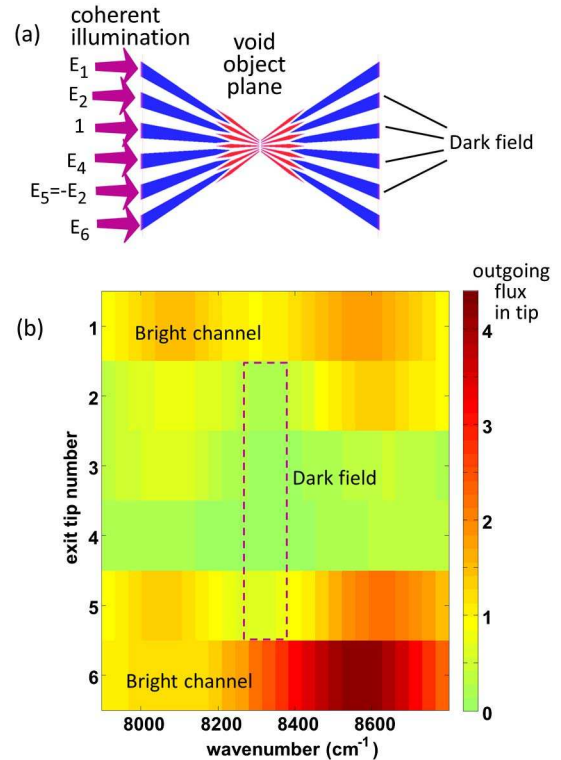 (a)
coherent
illumination
void
object
plane
E₁
E₂
1
E₄
E₅=-E₂
E₆
Dark field
(b)
outgoing
flux
in tip
Bright channel
Dark field
Bright channel
exit tip number
1
2
3
4
5
6
8000 8200 8400 8600
wavenumber (cm⁻¹)
4
3
2
1
0